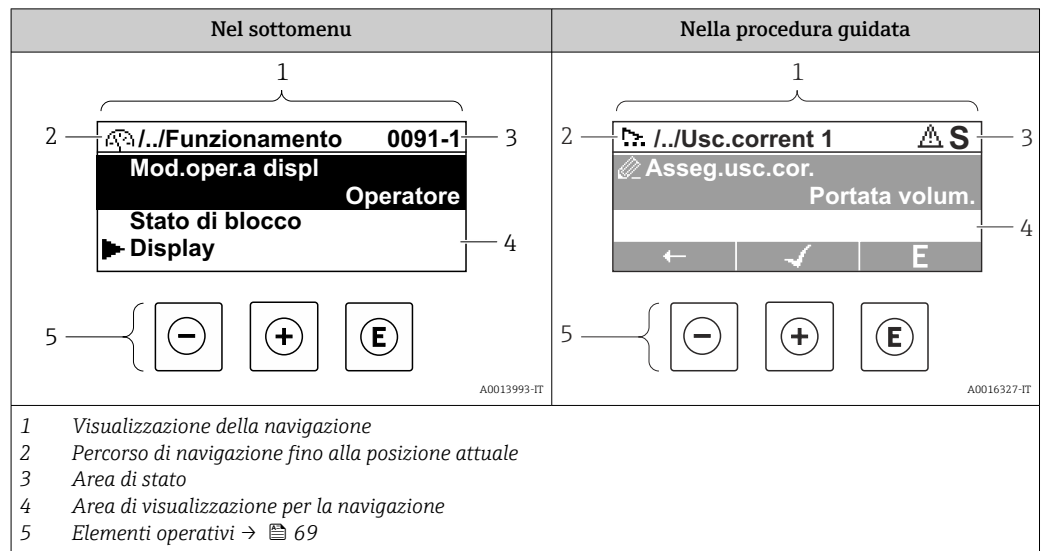 Nel sottomenu
Nella procedura guidata
1
2
/../Funzionamento 0091-1
3
Mod.oper.a displ
Operatore
Stato di blocco
Display
4
5
- + E
A0013993-IT
1
2
/../Usc.corrent 1 S
3
Asseg.usc.cor.
Portata volum.
4
← ✓ E
5
- + E
A0016327-IT
1 Visualizzazione della navigazione
2 Percorso di navigazione fino alla posizione attuale
3 Area di stato
4 Area di visualizzazione per la navigazione
5 Elementi operativi → 69